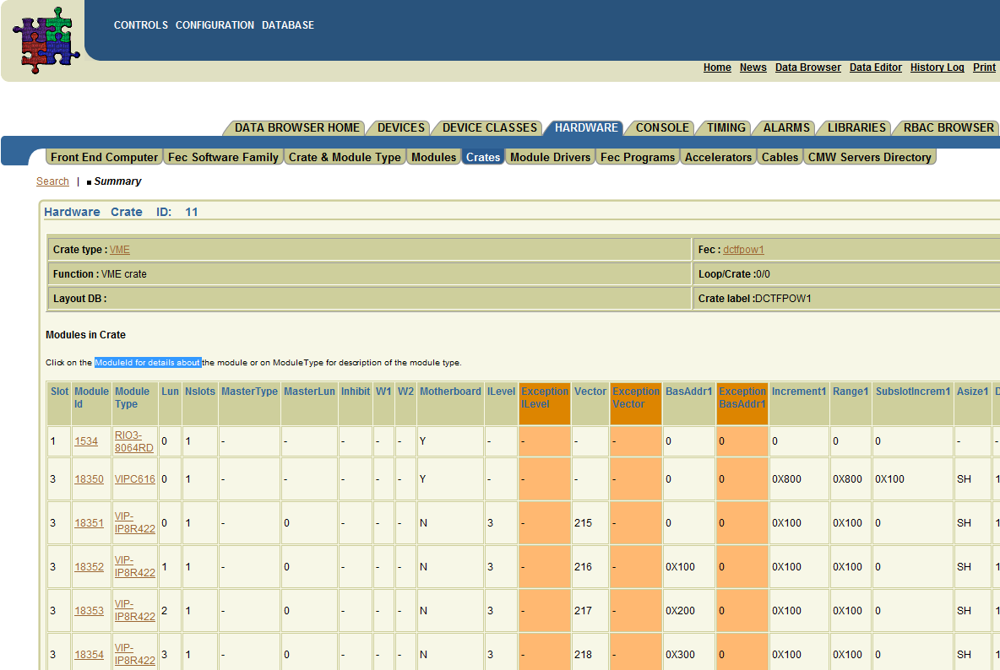 CONTROLS CONFIGURATION DATABASE
Home News Data Browser Data Editor History Log Print
DATA BROWSER HOME DEVICES DEVICE CLASSES HARDWARE CONSOLE TIMING ALARMS LIBRARIES RBAC BROWSER
Front End Computer Fec Software Family Crate & Module Type Modules Crates Module Drivers Fec Programs Accelerators Cables CMW Servers Directory
Search | ■ Summary
Hardware Crate ID: 11
Crate type : VME Fec : dctfpow1
Function : VME crate Loop/Crate :0/0
Layout DB : Crate label :DCTFPOW1
Modules in Crate
Click on the ModuleId for details about the module or on ModuleType for description of the module type.
Slot Module Module Lun Nslots MasterType MasterLun Inhibit W1 W2 Motherboard ILevel Exception Vector Exception BasAddr1 Exception Increment1 Range1 SubslotIncrem1 Asize1 D
Id Type ILevel Vector BasAddr1
1 1534 RIO3- 0 1 - - - - - Y - - - - 0 0 0 0 0 - -
8064RD
3 18350 VIPC616 0 1 - - - - - Y - - - - 0 0 0X800 0X800 0X100 SH 1
3 18351 VIP- 0 1 - 0 - - - N 3 - 215 - 0 0 0X100 0X100 0 SH 1
IP8R422
3 18352 VIP- 1 1 - 0 - - - N 3 - 216 - 0X100 0 0X100 0X100 0 SH 1
IP8R422
3 18353 VIP- 2 1 - 0 - - - N 3 - 217 - 0X200 0 0X100 0X100 0 SH 1
IP8R422
3 18354 VIP- 3 1 - 0 - - - N 3 - 218 - 0X300 0 0X100 0X100 0 SH 1
IP8R422